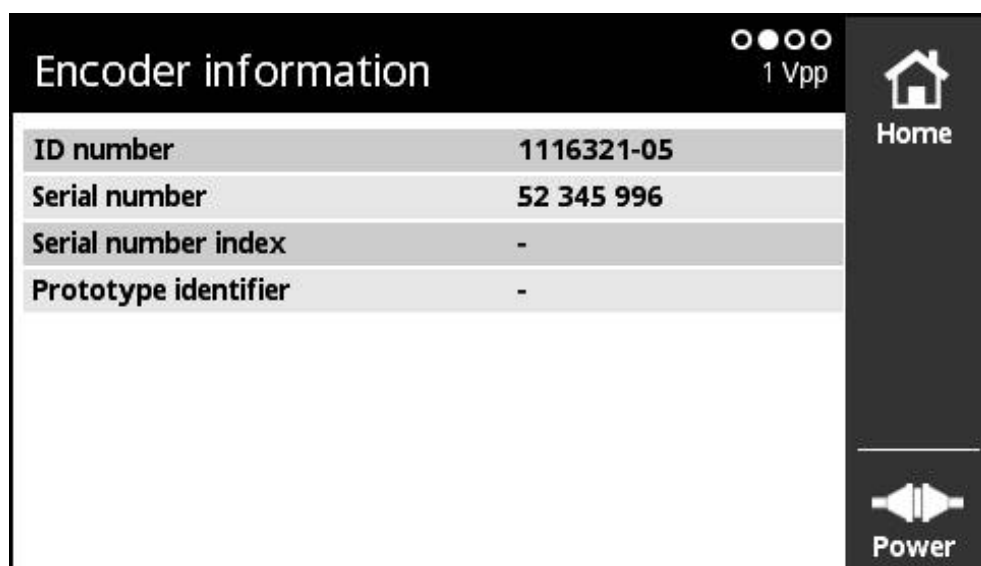 Encoder information
1 Vpp
Home
ID number 1116321-05
Serial number 52 345 996
Serial number index -
Prototype identifier -
Power